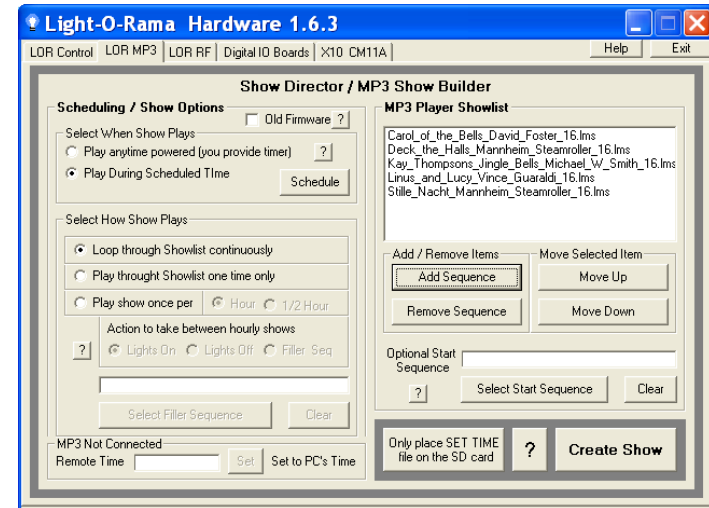 Light-O-Rama Hardware 1.6.3
LOR Control LOR MP3 LOR RF Digital IO Boards X10 CM11A Help Exit
Show Director / MP3 Show Builder
Scheduling / Show Options
Old Firmware ?
Select When Show Plays
Play anytime powered (you provide timer) ?
Play During Scheduled TIme
Schedule
Select How Show Plays
Loop through Showlist continuously
Play throught Showlist one time only
Play show once per Hour 1/2 Hour
Action to take between hourly shows
? Lights On Lights Off Filler Seq
Select Filler Sequence Clear
MP3 Not Connected
Remote Time Set Set to PC's Time
MP3 Player Showlist
Carol_of_the_Bells_David_Foster_16.lms
Deck_the_Halls_Mannheim_Steamroller_16.lms
Kay_Thompsons_Jingle_Bells_Michael_W_Smith_16.lms
Linus_and_Lucy_Vince_Guaraldi_16.lms
Stille_Nacht_Mannheim_Steamroller_16.lms
Add / Remove Items Move Selected Item
Add Sequence Move Up
Remove Sequence Move Down
Optional Start
Sequence
? Select Start Sequence Clear
Only place SET TIME
file on the SD card
? Create Show